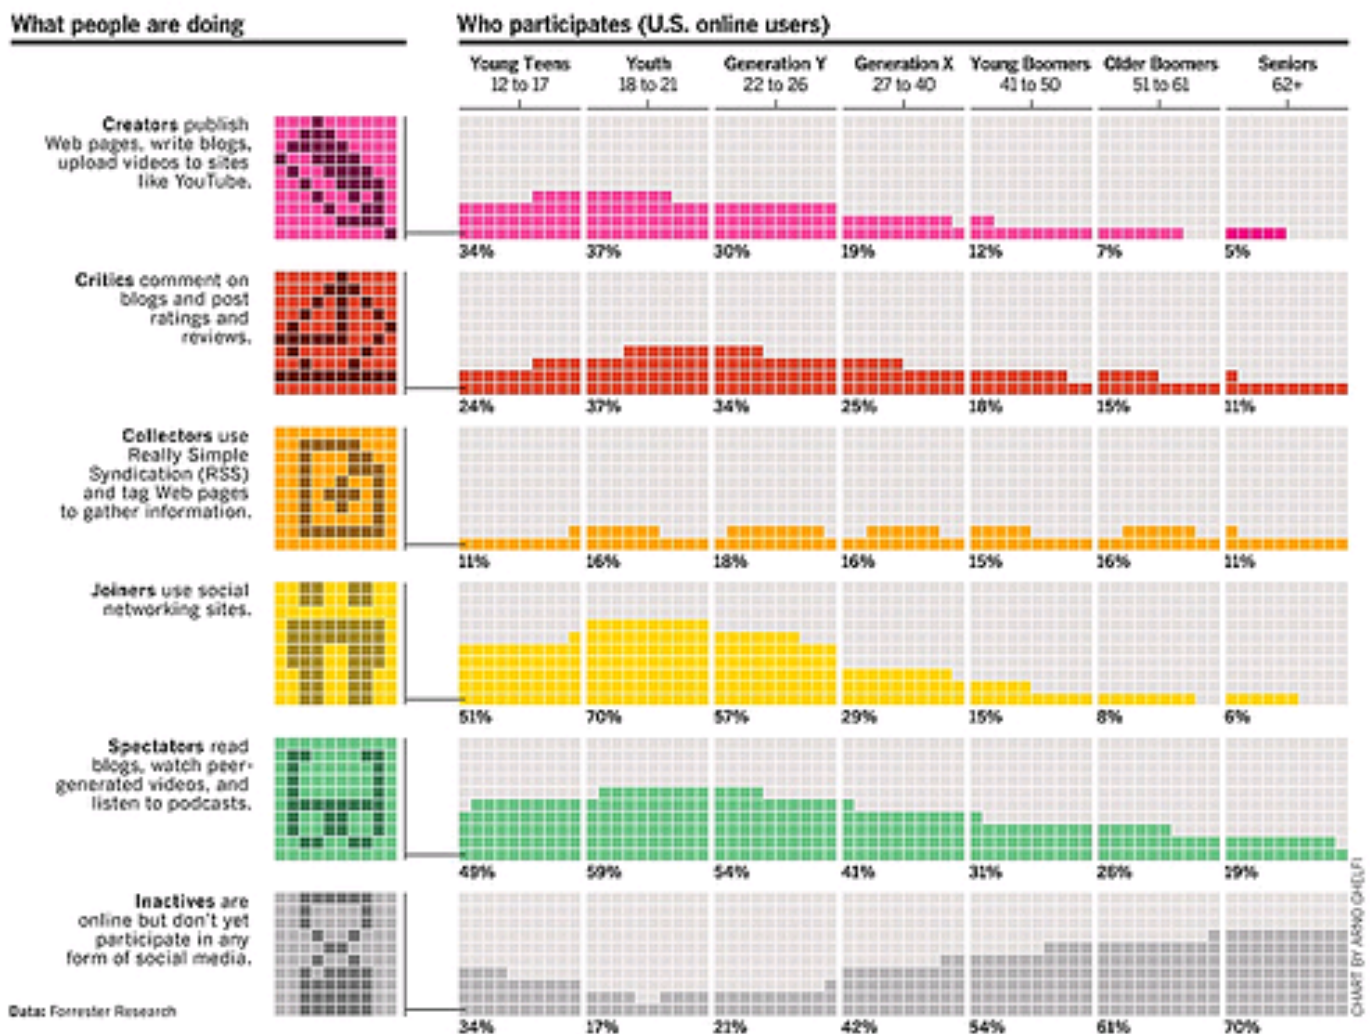 What people are doing
Who participates (U.S. online users)
Young Teens
12 to 17
Youth
18 to 21
Generation Y
22 to 26
Generation X
27 to 40
Young Boomers
41 to 50
Older Boomers
51 to 61
Seniors
62+
Creators publish
Web pages, write blogs,
upload videos to sites
like YouTube.
34% 37% 30% 19% 12% 7% 5%
Critics comment on
blogs and post
ratings and
reviews.
24% 37% 34% 25% 18% 15% 11%
Collectors use
Really Simple
Syndication (RSS)
and tag Web pages
to gather information.
11% 16% 18% 16% 15% 16% 11%
Joiners use social
networking sites.
51% 70% 57% 29% 15% 8% 6%
Spectators read
blogs, watch peer-
generated videos, and
listen to podcasts.
49% 59% 54% 41% 31% 26% 19%
Inactives are
online but don't yet
participate in any
form of social media.
34% 17% 21% 42% 54% 61% 70%
Data: Forrester Research
CHART BY ARNO GHELFI